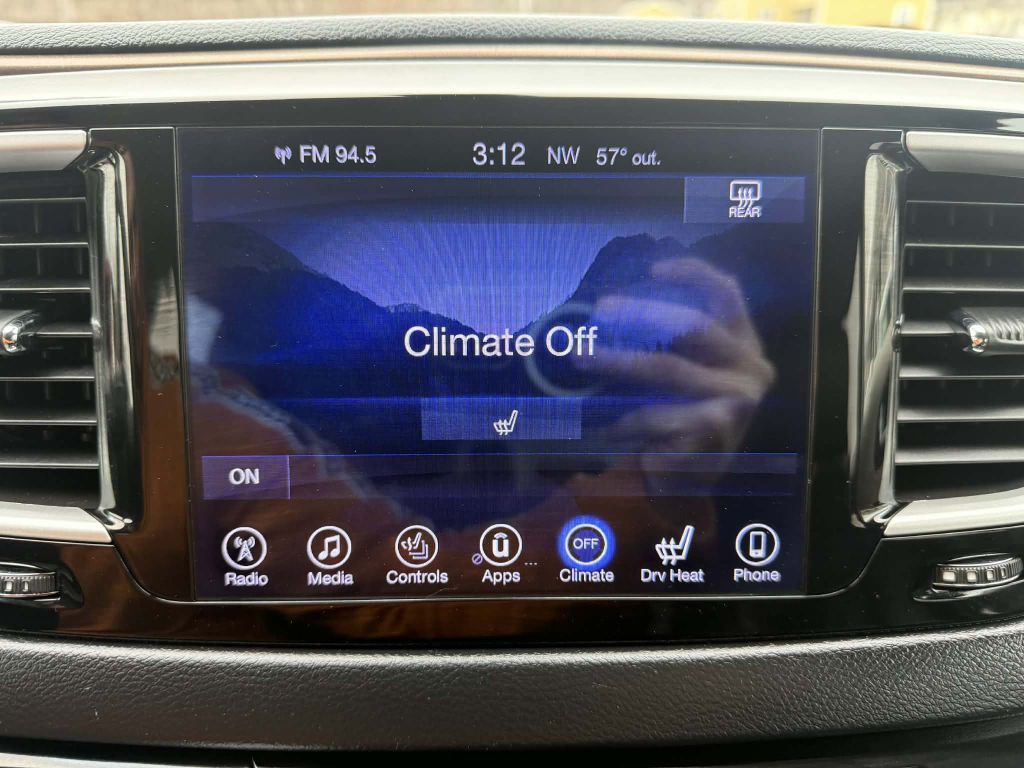 FM 94.5 3:12 NW 57° out.
REAR
Climate Off
ON
OFF
Radio Media Controls Apps ... Climate Drv Heat Phone